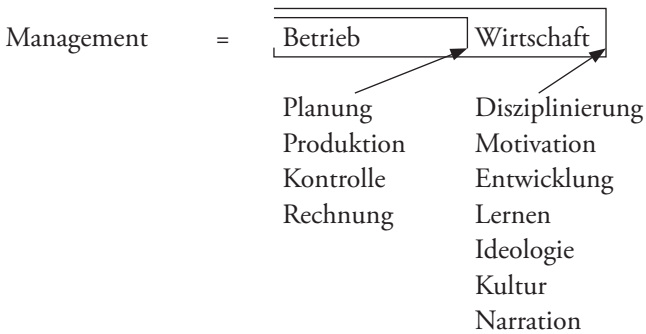 Management = Betrieb Wirtschaft
Planung Disziplinierung
Produktion Motivation
Kontrolle Entwicklung
Rechnung Lernen
Ideologie
Kultur
Narration